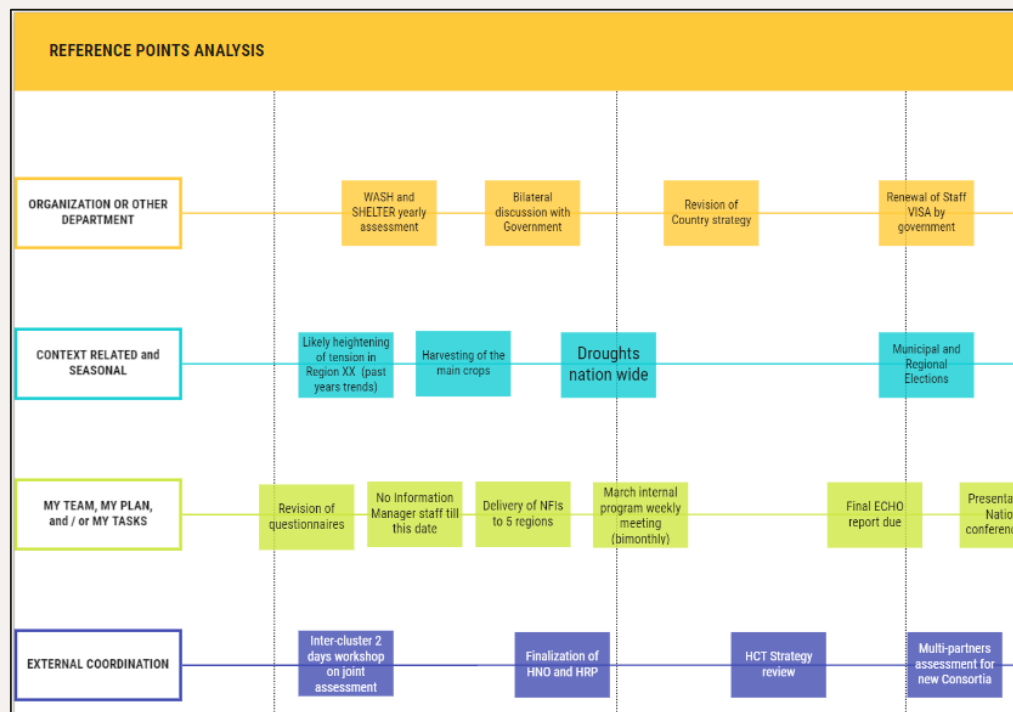 REFERENCE POINTS ANALYSIS
ORGANIZATION OR OTHER
DEPARTMENT
WASH and
SHELTER yearly
assessment
Bilateral
discussion with
Government
Revision of
Country strategy
Renewal of Staff
VISA by
government
CONTEXT RELATED and
SEASONAL
Likely heightening
of tension in
Region XX (past
years trends)
Harvesting of the
main crops
Droughts
nation wide
Municipal and
Regional
Elections
MY TEAM, MY PLAN,
and / or MY TASKS
Revision of
questionnaires
No Information
Manager staff till
this date
Delivery of NFIs
to 5 regions
March internal
program weekly
meeting
(bimonthly)
Final ECHO
report due
EXTERNAL COORDINATION
Inter-cluster 2
days workshop
on joint
assessment
Finalization of
HNO and HRP
HCT Strategy
review
Multi-partners
assessment for
new Consortia